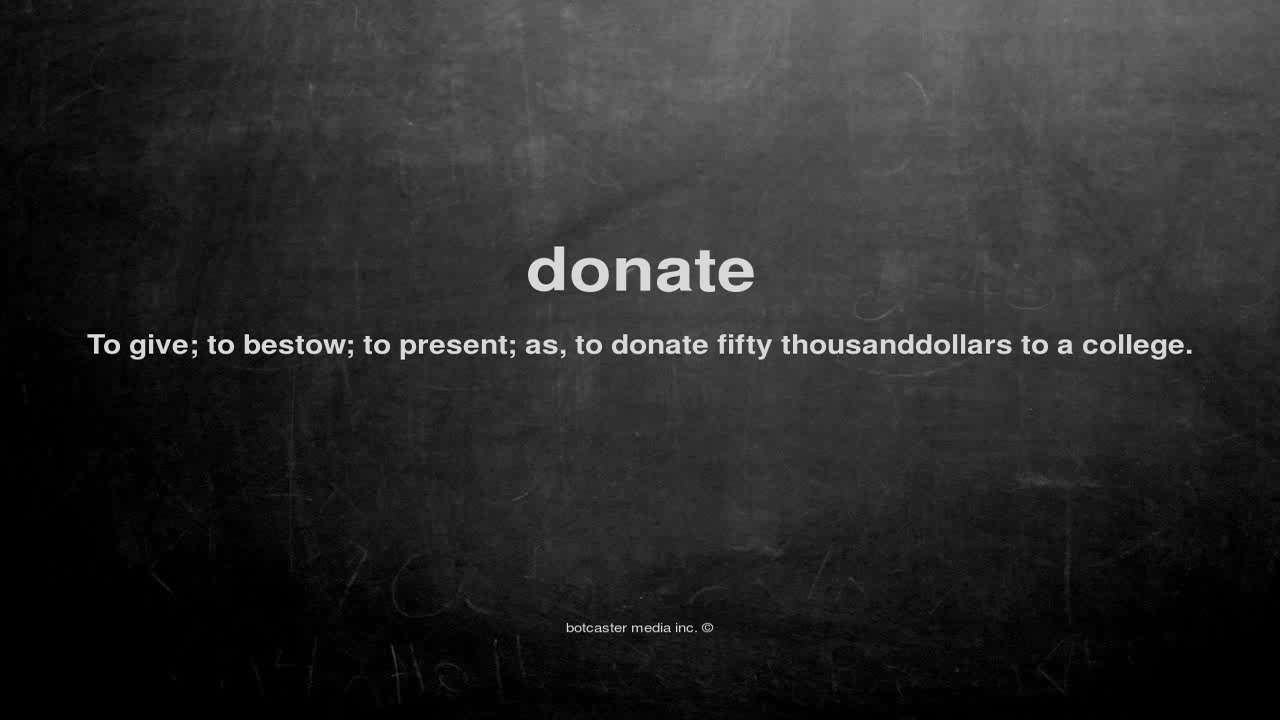 donate
To give; to bestow; to present; as, to donate fifty thousanddollars to a college.
botcaster media inc. ©